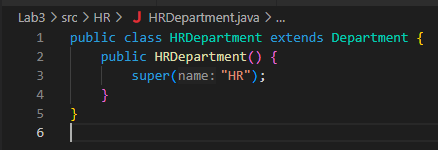 Lab3 > src > HR > J HRDepartment.java > ...
1 public class HRDepartment extends Department {
2 public HRDepartment() {
3 super(name:"HR");
4 }
5 }
6